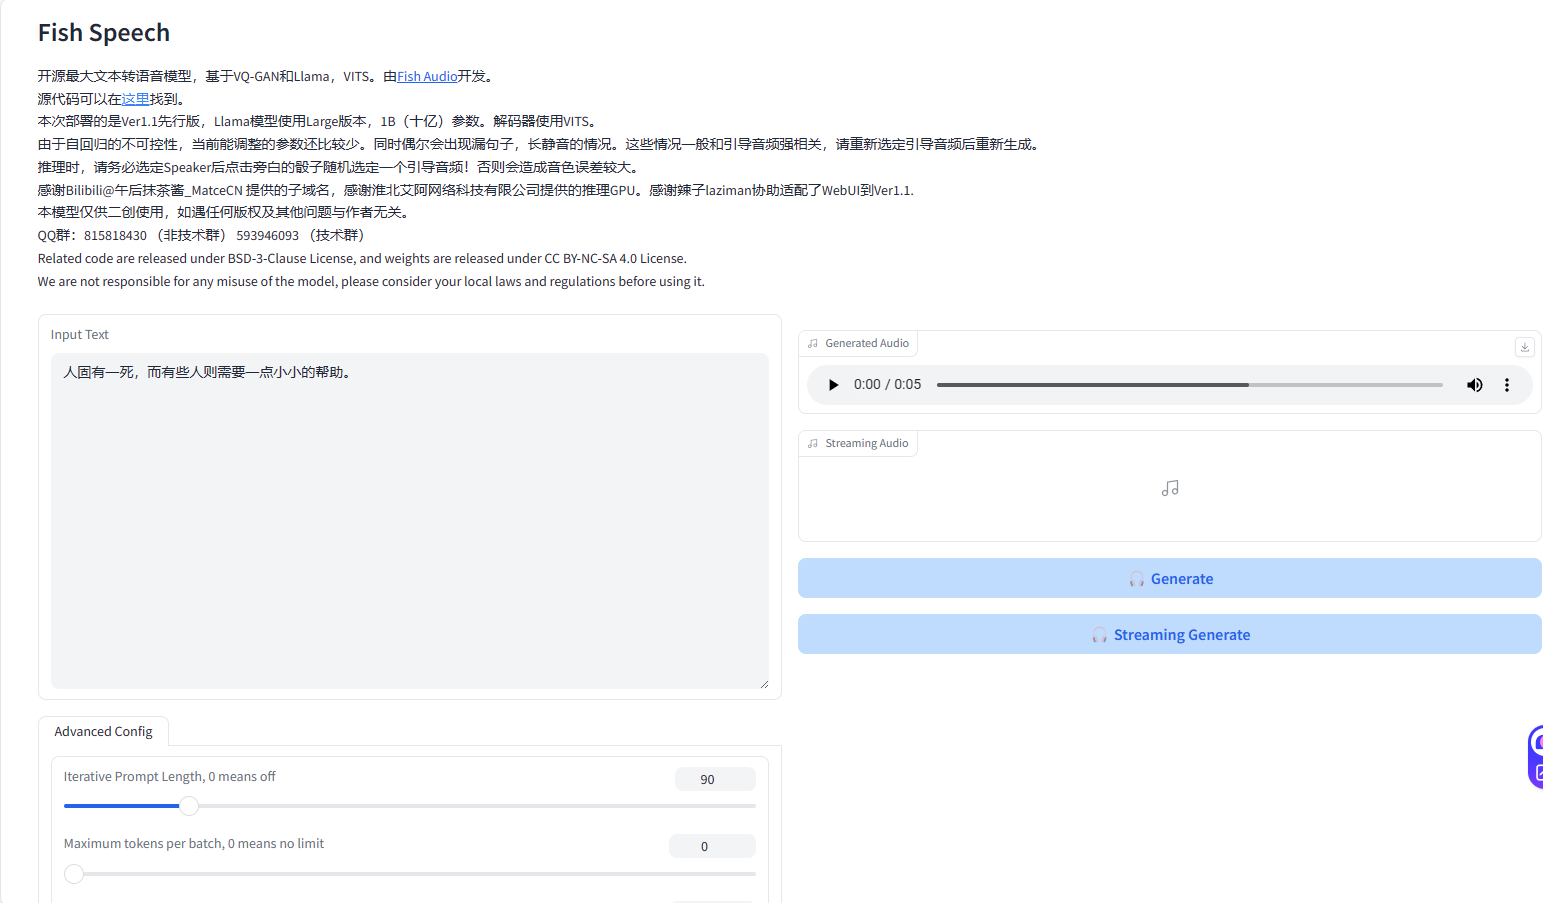 Fish Speech
开源最大文本转语音模型，基于VQ-GAN和Llama，VITS。由Fish Audio开发。
源代码可以在这里找到。
本次部署的是Ver1.1先行版，Llama模型使用Large版本，1B（十亿）参数。解码器使用VITS。
由于自回归的不可控性，当前能调整的参数还比较少。同时偶尔会出现漏句子，长静音的情况。这些情况一般和引导音频强相关，请重新选定引导音频后重新生成。
推理时，请务必选定Speaker后点击旁白的骰子随机选定一个引导音频！否则会造成音色误差较大。
感谢Bilibili@午后抹茶酱_MatceCN 提供的子域名，感谢淮北艾阿网络科技有限公司提供的推理GPU。感谢辣子laziman协助适配了WebUI到Ver1.1.
本模型仅供二创使用，如遇任何版权及其他问题与作者无关。
QQ群：815818430 （非技术群） 593946093 （技术群）
Related code are released under BSD-3-Clause License, and weights are released under CC BY-NC-SA 4.0 License.
We are not responsible for any misuse of the model, please consider your local laws and regulations before using it.
Input Text
人固有一死，而有些人则需要一点小小的帮助。
Generated Audio
0:00 / 0:05
Streaming Audio
Generate
Streaming Generate
Advanced Config
Iterative Prompt Length, 0 means off
90
Maximum tokens per batch, 0 means no limit
0